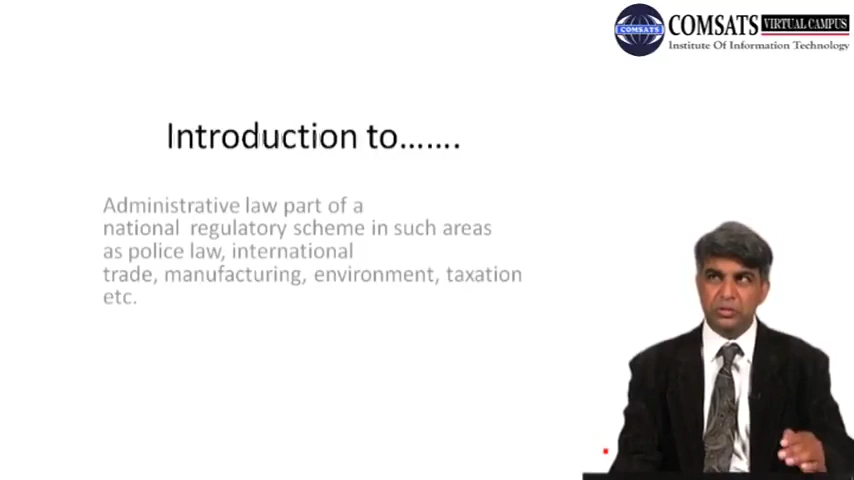 COMSATS VIRTUAL CAMPUS
Institute Of Information Technology
COMSATS
Introduction to…….
Administrative law part of a
national regulatory scheme in such areas
as police law, international
trade, manufacturing, environment, taxation
etc.